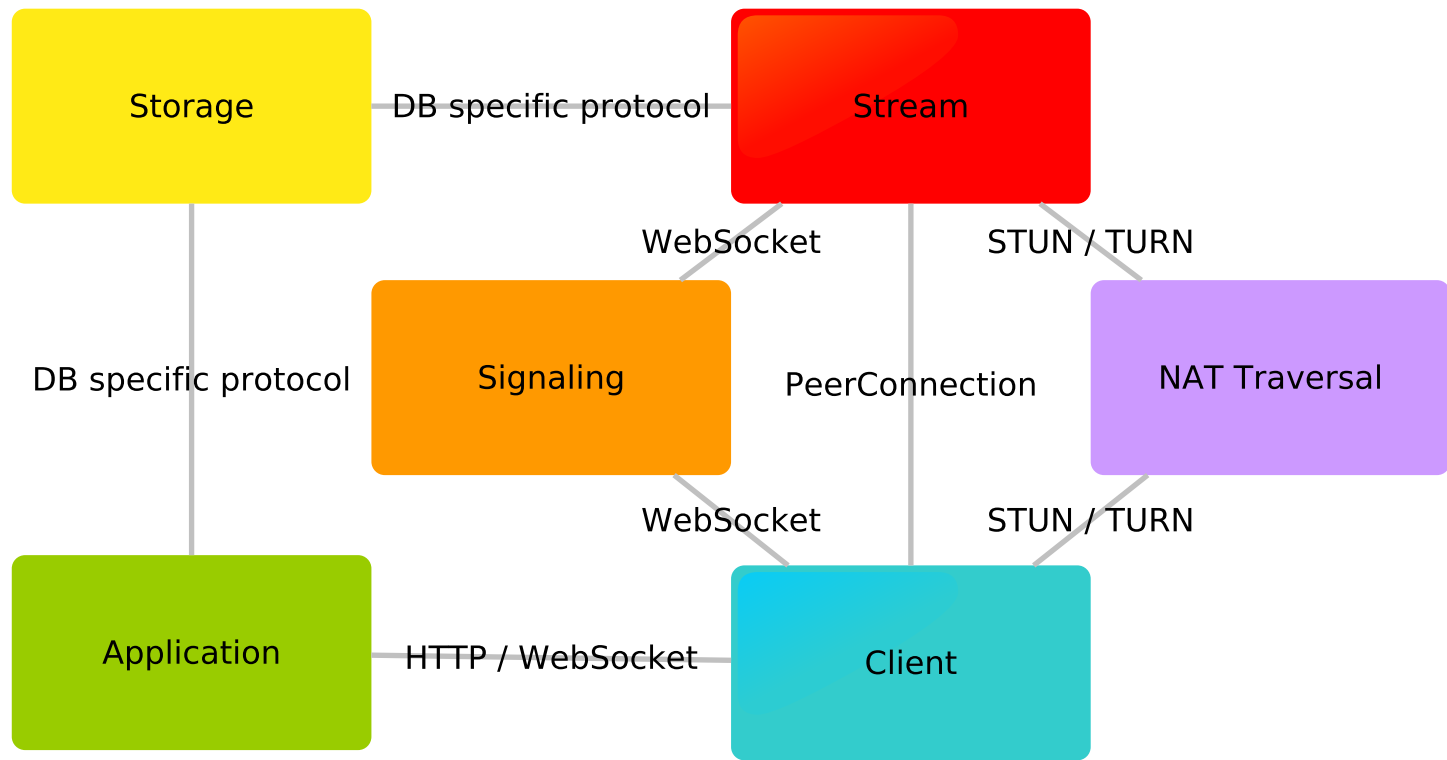 Storage
DB specific protocol
Stream
WebSocket
STUN / TURN
DB specific protocol
Signaling
PeerConnection
NAT Traversal
WebSocket
STUN / TURN
Application
HTTP / WebSocket
Client